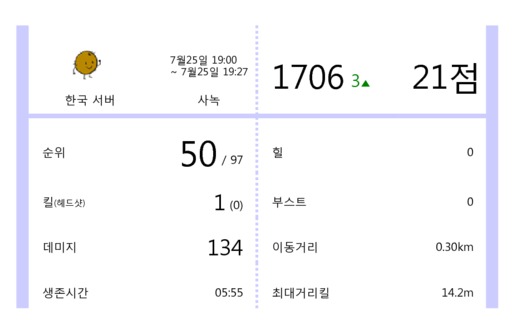 7월25일 19:00
~ 7월25일 19:27
한국 서버 사녹
1706 3▲ 21점
순위 50 / 97
힐 0
킬(헤드샷) 1 (0)
부스트 0
데미지 134
이동거리 0.30km
생존시간 05:55
최대거리킬 14.2m